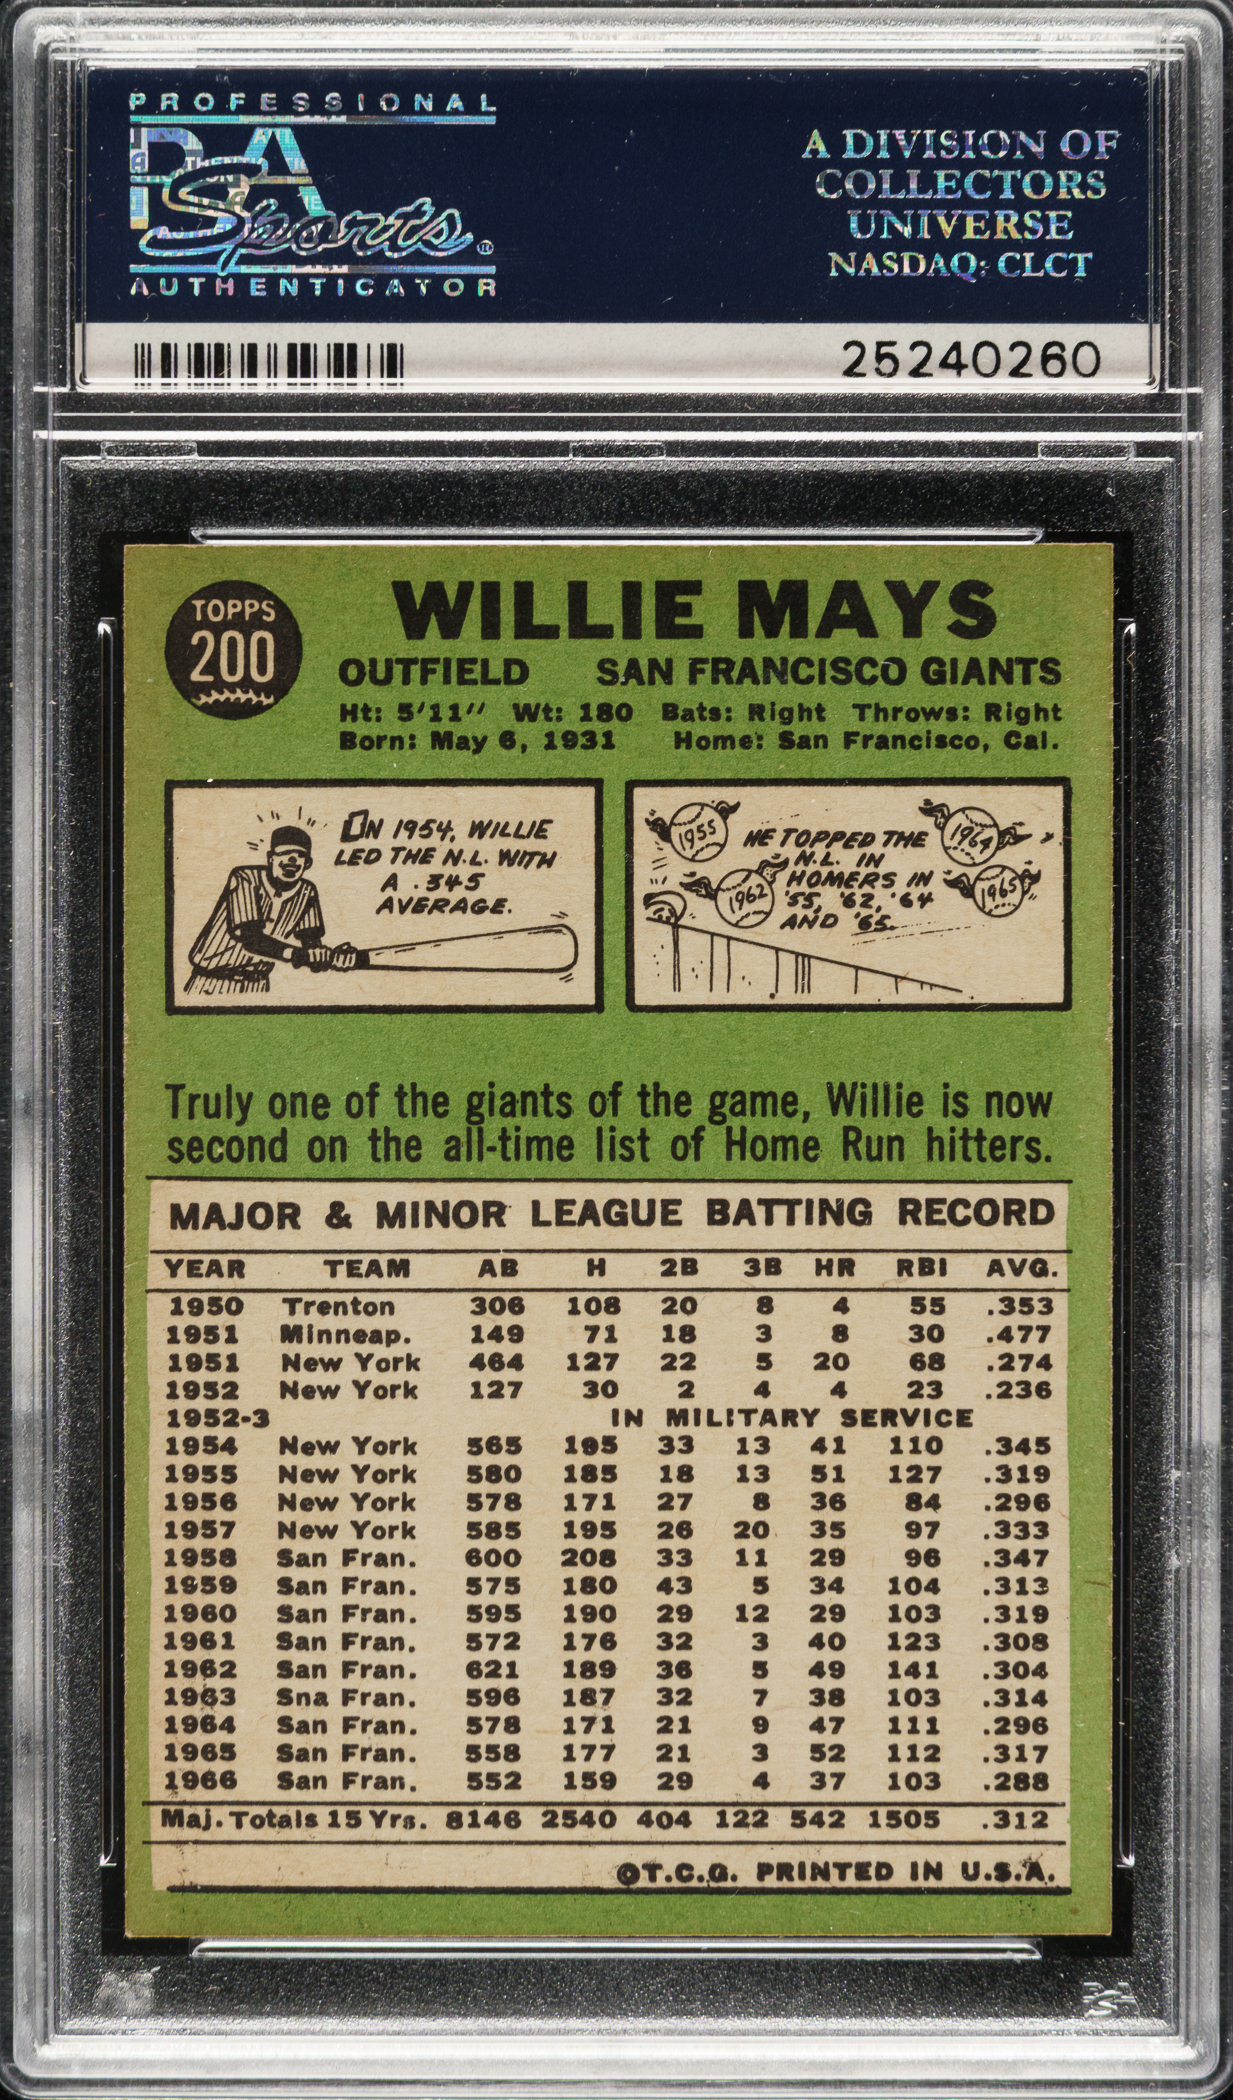 PROFESSIONAL
PSA
Sports®
AUTHENTICATOR
A DIVISION OF
COLLECTORS
UNIVERSE
NASDAQ: CLCT
25240260
TOPPS
200
WILLIE MAYS
OUTFIELD SAN FRANCISCO GIANTS
Ht: 5'11" Wt: 180 Bats: Right Throws: Right
Born: May 6, 1931 Home: San Francisco, Cal.
IN 1954, WILLIE
LED THE N.L. WITH
A .345
AVERAGE.
1955
1964
1962
1965
HE TOPPED THE
N.L. IN
HOMERS IN
'55, '62, '64
AND '65.
Truly one of the giants of the game, Willie is now
second on the all-time list of Home Run hitters.
MAJOR & MINOR LEAGUE BATTING RECORD
YEAR TEAM AB H 2B 3B HR RBI AVG.
1950 Trenton 306 108 20 8 4 55 .353
1951 Minneap. 149 71 18 3 8 30 .477
1951 New York 464 127 22 5 20 68 .274
1952 New York 127 30 2 4 4 23 .236
1952-3 IN MILITARY SERVICE
1954 New York 565 195 33 13 41 110 .345
1955 New York 580 185 18 13 51 127 .319
1956 New York 578 171 27 8 36 84 .296
1957 New York 585 195 26 20 35 97 .333
1958 San Fran. 600 208 33 11 29 96 .347
1959 San Fran. 575 180 43 5 34 104 .313
1960 San Fran. 595 190 29 12 29 103 .319
1961 San Fran. 572 176 32 3 40 123 .308
1962 San Fran. 621 189 36 5 49 141 .304
1963 Sna Fran. 596 187 32 7 38 103 .314
1964 San Fran. 578 171 21 9 47 111 .296
1965 San Fran. 558 177 21 3 52 112 .317
1966 San Fran. 552 159 29 4 37 103 .288
Maj. Totals 15 Yrs. 8146 2540 404 122 542 1505 .312
©T.C.G. PRINTED IN U.S.A.